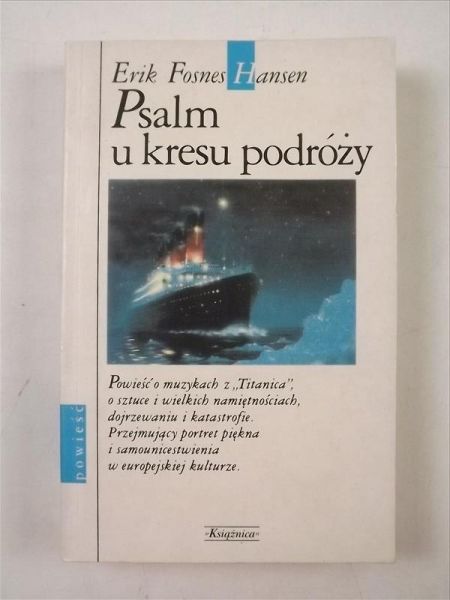 Erik Fosnes Hansen
Psalm
u kresu podróży
Powieść o muzykach z „Titanica”,
o sztuce i wielkich namiętnościach,
dojrzewaniu i katastrofie.
Przejmujący portret piękna
i samounicestwienia
w europejskiej kulturze.
powieść
»Książnica«